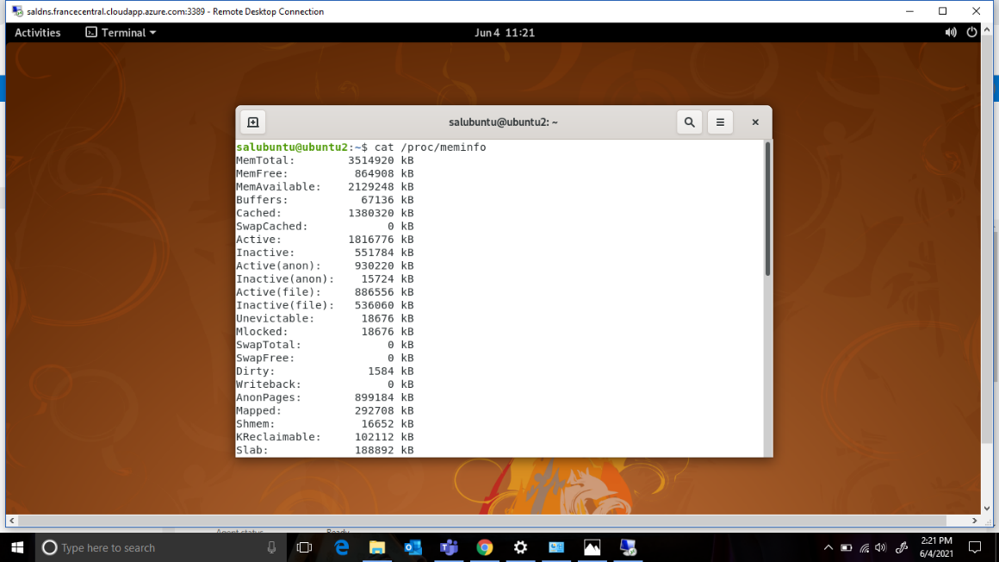 saldns.francecentral.cloudapp.azure.com:3389 - Remote Desktop Connection
Activities Terminal Jun 4 11:21
salubuntu@ubuntu2: ~
salubuntu@ubuntu2:~$ cat /proc/meminfo
MemTotal: 3514920 kB
MemFree: 864908 kB
MemAvailable: 2129248 kB
Buffers: 67136 kB
Cached: 1380320 kB
SwapCached: 0 kB
Active: 1816776 kB
Inactive: 551784 kB
Active(anon): 930220 kB
Inactive(anon): 15724 kB
Active(file): 886556 kB
Inactive(file): 536060 kB
Unevictable: 18676 kB
Mlocked: 18676 kB
SwapTotal: 0 kB
SwapFree: 0 kB
Dirty: 1584 kB
Writeback: 0 kB
AnonPages: 899184 kB
Mapped: 292708 kB
Shmem: 16652 kB
KReclaimable: 102112 kB
Slab: 188892 kB
Agent status Ready
Type here to search
2:21 PM
6/4/2021